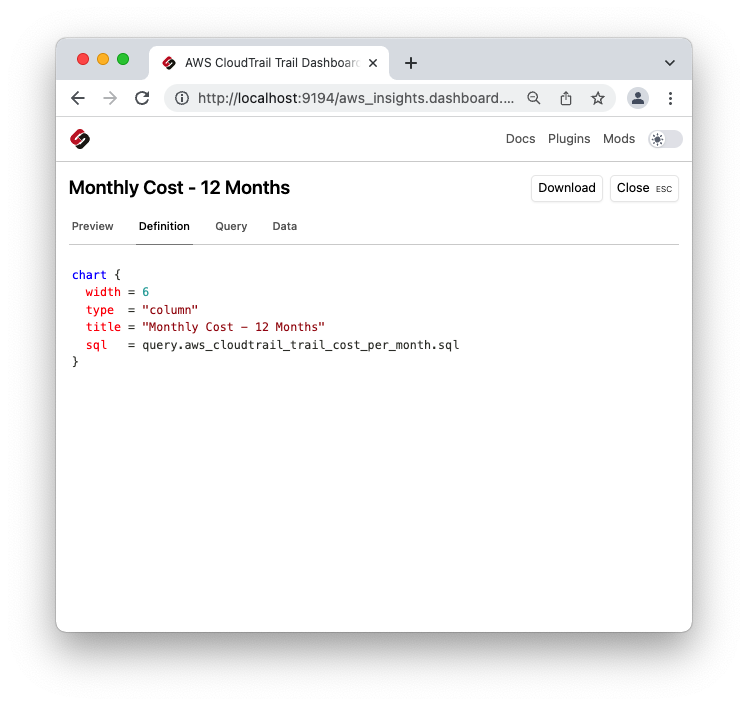 AWS CloudTrail Trail Dashboard
http://localhost:9194/aws_insights.dashboard....
Docs Plugins Mods
Monthly Cost - 12 Months
Download Close ESC
Preview Definition Query Data
chart {
  width = 6
  type  = "column"
  title = "Monthly Cost - 12 Months"
  sql   = query.aws_cloudtrail_trail_cost_per_month.sql
}